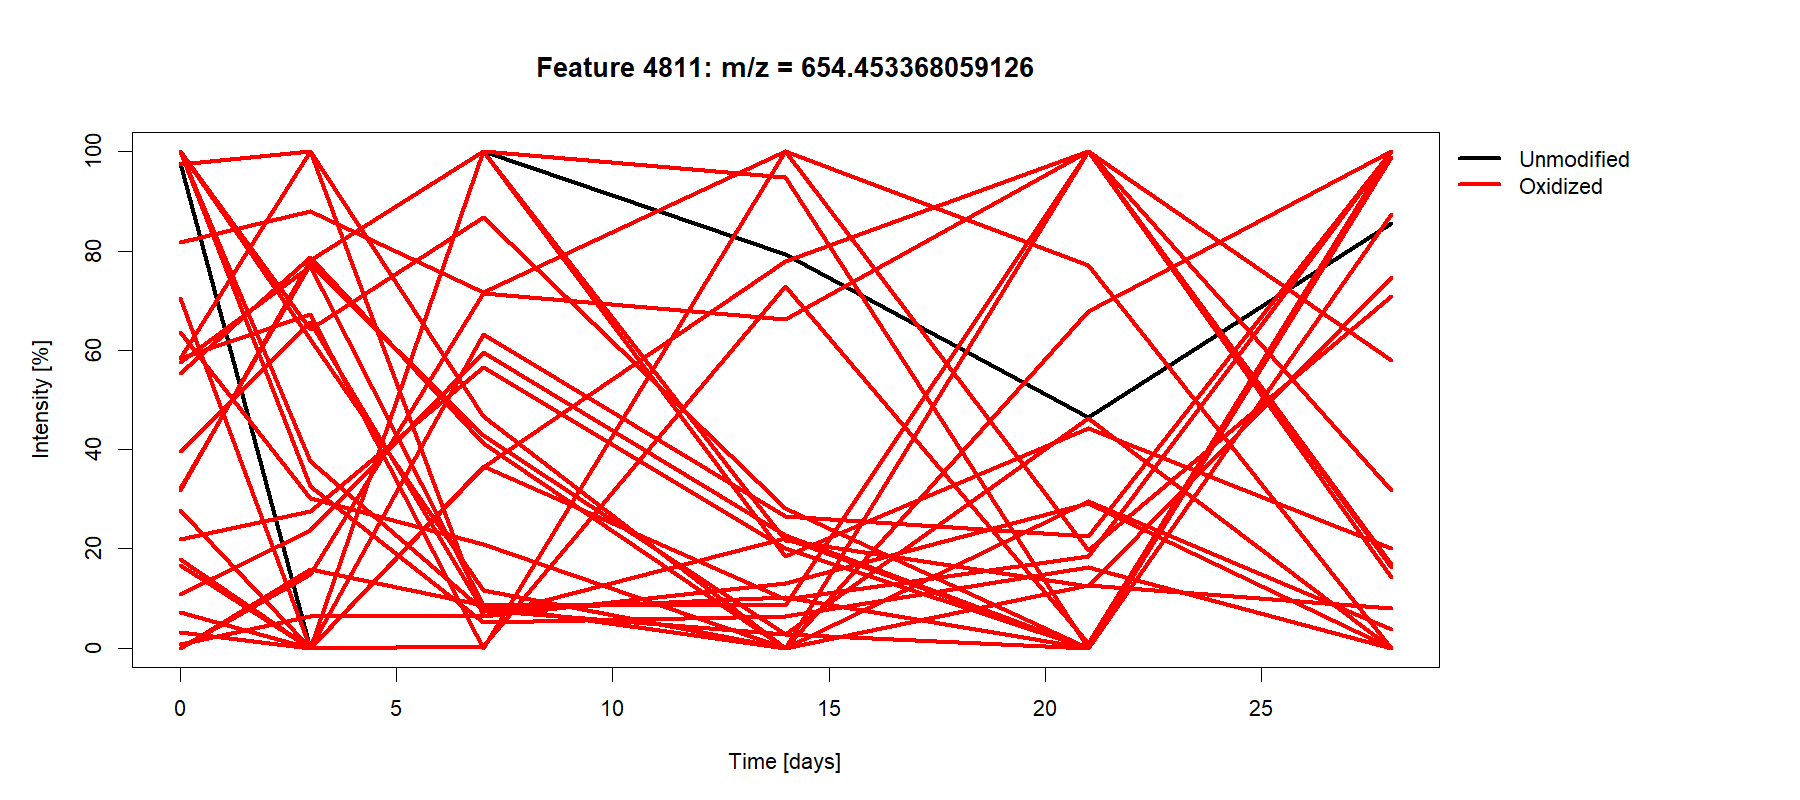 Feature 4811: m/z = 654.453368059126
Unmodified
Oxidized
Intensity [%]
100
80
60
40
20
0
0 5 10 15 20 25
Time [days]